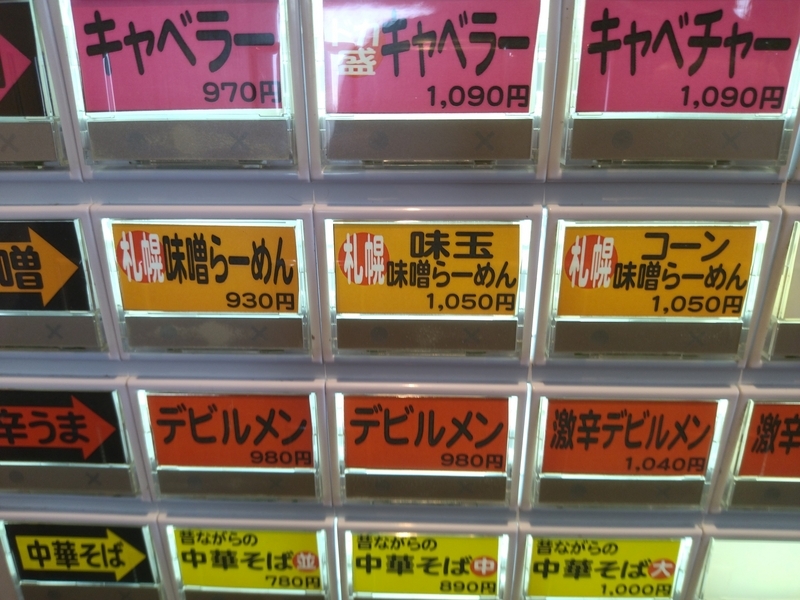 キャベラー
970円
盛
キャベラー
1,090円
キャベチャー
1,090円
噌
札幌
味噌らーめん
930円
札幌
味玉
味噌らーめん
1,050円
札幌
コーン
味噌らーめん
1,050円
辛うま
デビルメン
980円
デビルメン
980円
激辛デビルメン
1,040円
激辛
中華そば
昔ながらの
中華そば並
780円
昔ながらの
中華そば中
890円
昔ながらの
中華そば大
1,000円